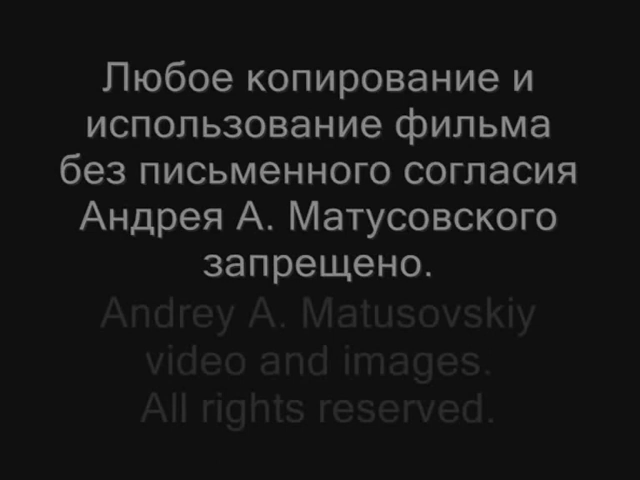 Любое копирование и
использование фильма
без письменного согласия
Андрея А. Матусовского
запрещено.
Andrey A. Matusovskiy
video and images.
All rights reserved.